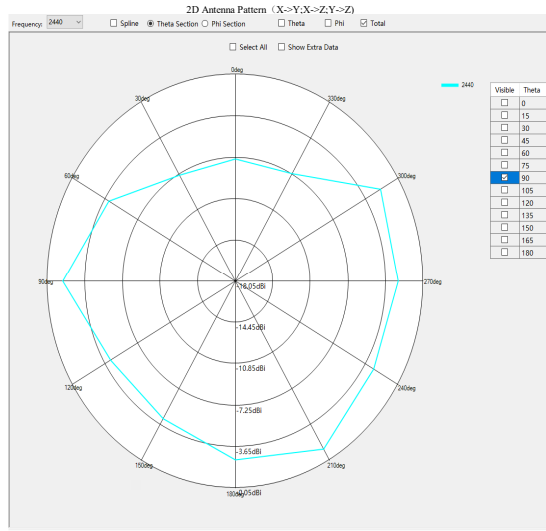 2D Antenna Pattern（X->Y;X->Z;Y->Z）
Frequency: 2440 Spline Theta Section Phi Section Theta Phi Total
Select All Show Extra Data
0deg
30deg
330deg
60deg
300deg
90deg
270deg
120deg
240deg
150deg
210deg
180deg
-18.05dBi
-14.45dBi
-10.85dBi
-7.25dBi
-3.65dBi
-0.05dBi
2440
Visible Theta
0
15
30
45
60
75
90
105
120
135
150
165
180